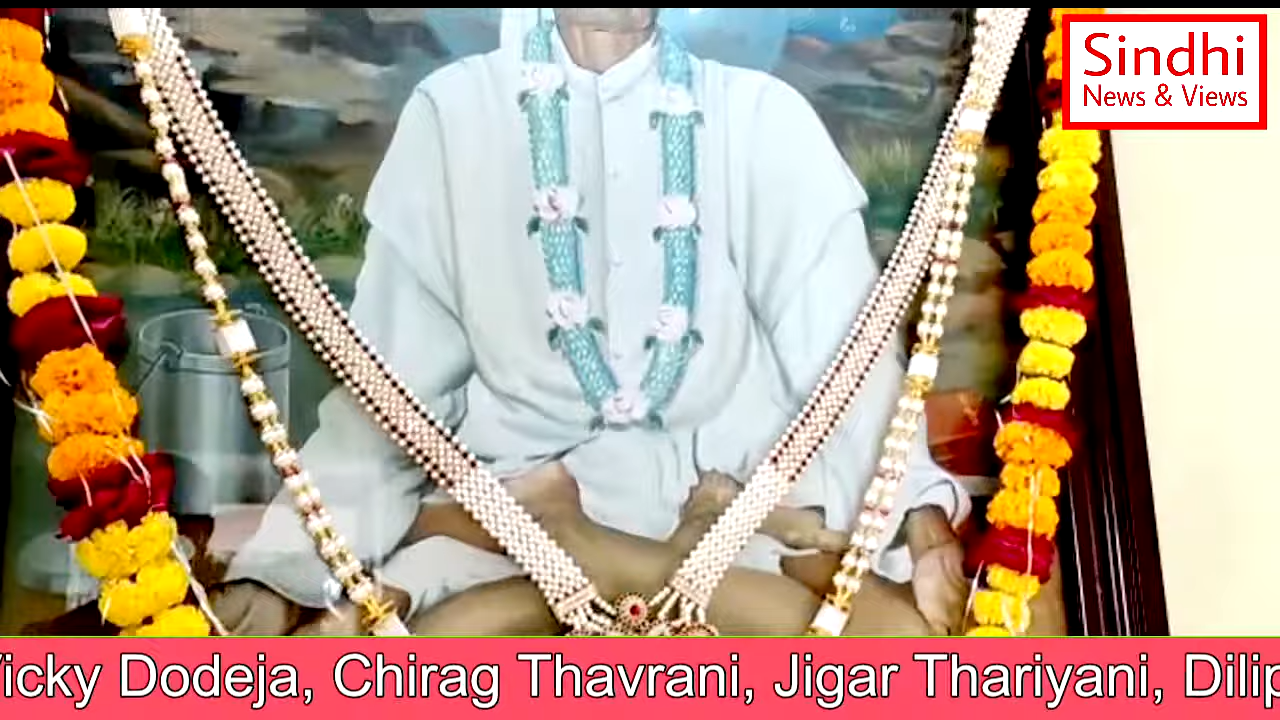 Sindhi
News & Views
Vicky Dodeja, Chirag Thavrani, Jigar Thariyani, Dilip